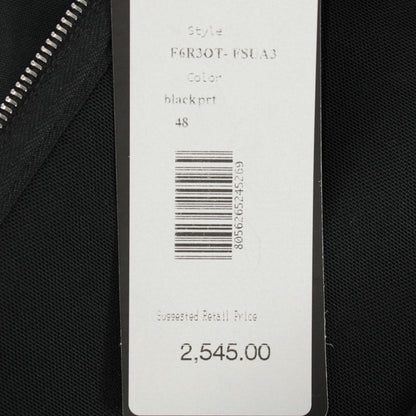 Style
F6R3OT- FSUA3
Color
blackprt
48
8056265245269
Suggested Retail Price
2,545.00